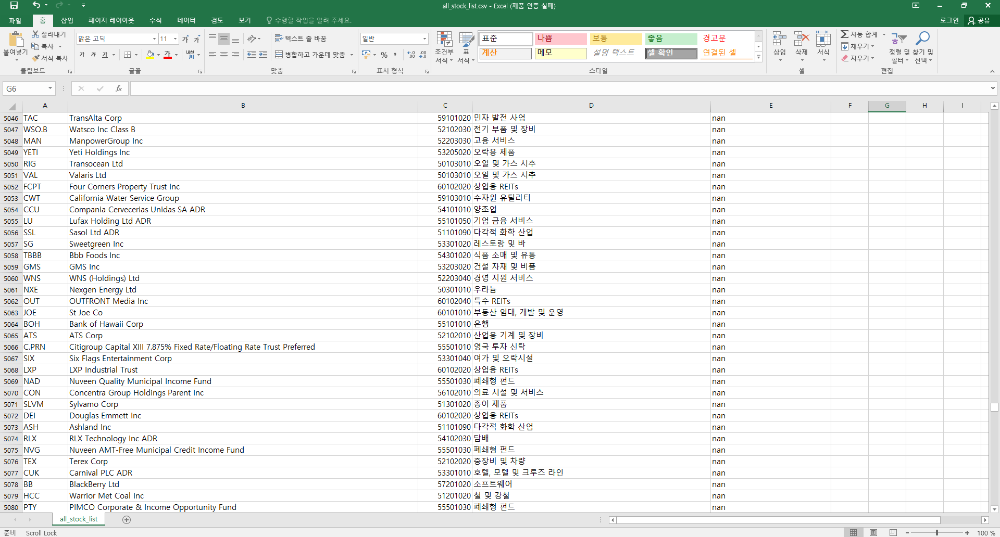 all_stock_list.csv - Excel (제품 인증 실패)
파일 홈 삽입 페이지 레이아웃 수식 데이터 검토 보기 수행할 작업을 알려 주세요. 로그인 공유
붙여넣기 잘라내기 복사 서식 복사 클립보드
맑은 고딕 11 가 가 가 가 가 가 내천 글꼴
텍스트 줄 바꿈 병합하고 가운데 맞춤 맞춤
일반 % , 표시 형식
조건부 서식 표 서식 표준 나쁨 보통 좋음 경고문
계산 메모 설명 텍스트 셀 확인 연결된 셀 스타일
삽입 삭제 서식 셀
자동 합계 채우기 지우기 정렬 및 필터 찾기 및 선택 편집
G6 fx
A B C D E F G H I
5046 TAC TransAlta Corp 59101020 민자 발전 사업 nan
5047 WSO.B Watsco Inc Class B 52102030 전기 부품 및 장비 nan
5048 MAN ManpowerGroup Inc 52203030 고용 서비스 nan
5049 YETI Yeti Holdings Inc 53205020 오락용 제품 nan
5050 RIG Transocean Ltd 50103010 오일 및 가스 시추 nan
5051 VAL Valaris Ltd 50103010 오일 및 가스 시추 nan
5052 FCPT Four Corners Property Trust Inc 60102020 상업용 REITs nan
5053 CWT California Water Service Group 59103010 수자원 유틸리티 nan
5054 CCU Compania Cervecerias Unidas SA ADR 54101010 양조업 nan
5055 LU Lufax Holding Ltd ADR 55101050 기업 금융 서비스 nan
5056 SSL Sasol Ltd ADR 51101090 다각적 화학 산업 nan
5057 SG Sweetgreen Inc 53301020 레스토랑 및 바 nan
5058 TBBB Bbb Foods Inc 54301020 식품 소매 및 유통 nan
5059 GMS GMS Inc 53203020 건설 자재 및 비품 nan
5060 WNS WNS (Holdings) Ltd 52203040 경영 지원 서비스 nan
5061 NXE Nexgen Energy Ltd 50301010 우라늄 nan
5062 OUT OUTFRONT Media Inc 60102040 특수 REITs nan
5063 JOE St Joe Co 60101010 부동산 임대, 개발 및 운영 nan
5064 BOH Bank of Hawaii Corp 55101010 은행 nan
5065 ATS ATS Corp 52102010 산업용 기계 및 장비 nan
5066 C.PRN Citigroup Capital XIII 7.875% Fixed Rate/Floating Rate Trust Preferred 55501010 영국 투자 신탁 nan
5067 SIX Six Flags Entertainment Corp 53301040 여가 및 오락시설 nan
5068 LXP LXP Industrial Trust 60102020 상업용 REITs nan
5069 NAD Nuveen Quality Municipal Income Fund 55501030 폐쇄형 펀드 nan
5070 CON Concentra Group Holdings Parent Inc 56102010 의료 시설 및 서비스 nan
5071 SLVM Sylvamo Corp 51301020 종이 제품 nan
5072 DEI Douglas Emmett Inc 60102020 상업용 REITs nan
5073 ASH Ashland Inc 51101090 다각적 화학 산업 nan
5074 RLX RLX Technology Inc ADR 54102030 담배 nan
5075 NVG Nuveen AMT-Free Municipal Credit Income Fund 55501030 폐쇄형 펀드 nan
5076 TEX Terex Corp 52102020 중장비 및 차량 nan
5077 CUK Carnival PLC ADR 53301010 호텔, 모텔 및 크루즈 라인 nan
5078 BB BlackBerry Ltd 57201020 소프트웨어 nan
5079 HCC Warrior Met Coal Inc 51201020 철 및 강철 nan
5080 PTY PIMCO Corporate & Income Opportunity Fund 55501030 폐쇄형 펀드 nan
all_stock_list
준비 Scroll Lock 100 %